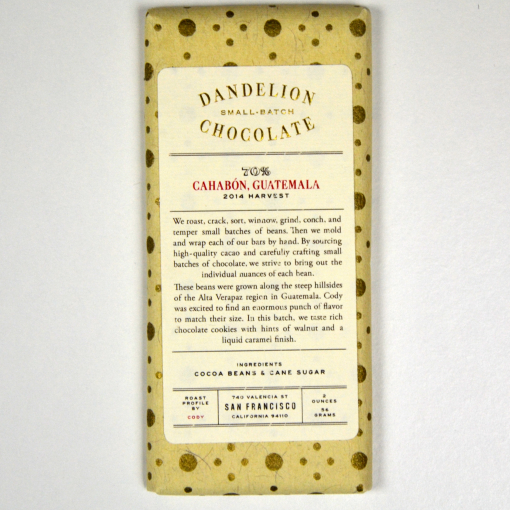 DANDELION
SMALL-BATCH
CHOCOLATE
70%
CAHABÓN, GUATEMALA
2014 HARVEST
We roast, crack, sort, winnow, grind, conch, and
temper small batches of beans. Then we mold
and wrap each of our bars by hand. By sourcing
high-quality cacao and carefully crafting small
batches of chocolate, we strive to bring out the
individual nuances of each bean.
These beans were grown along the steep hillsides
of the Alta Verapaz region in Guatemala. Cody
was excited to find an enormous punch of flavor
to match their size. In this batch, we taste rich
chocolate cookies with hints of walnut and a
liquid caramel finish.
INGREDIENTS
COCOA BEANS & CANE SUGAR
ROAST
PROFILE
BY
CODY
740 VALENCIA ST
SAN FRANCISCO
CALIFORNIA 94110
2
OUNCES
56
GRAMS